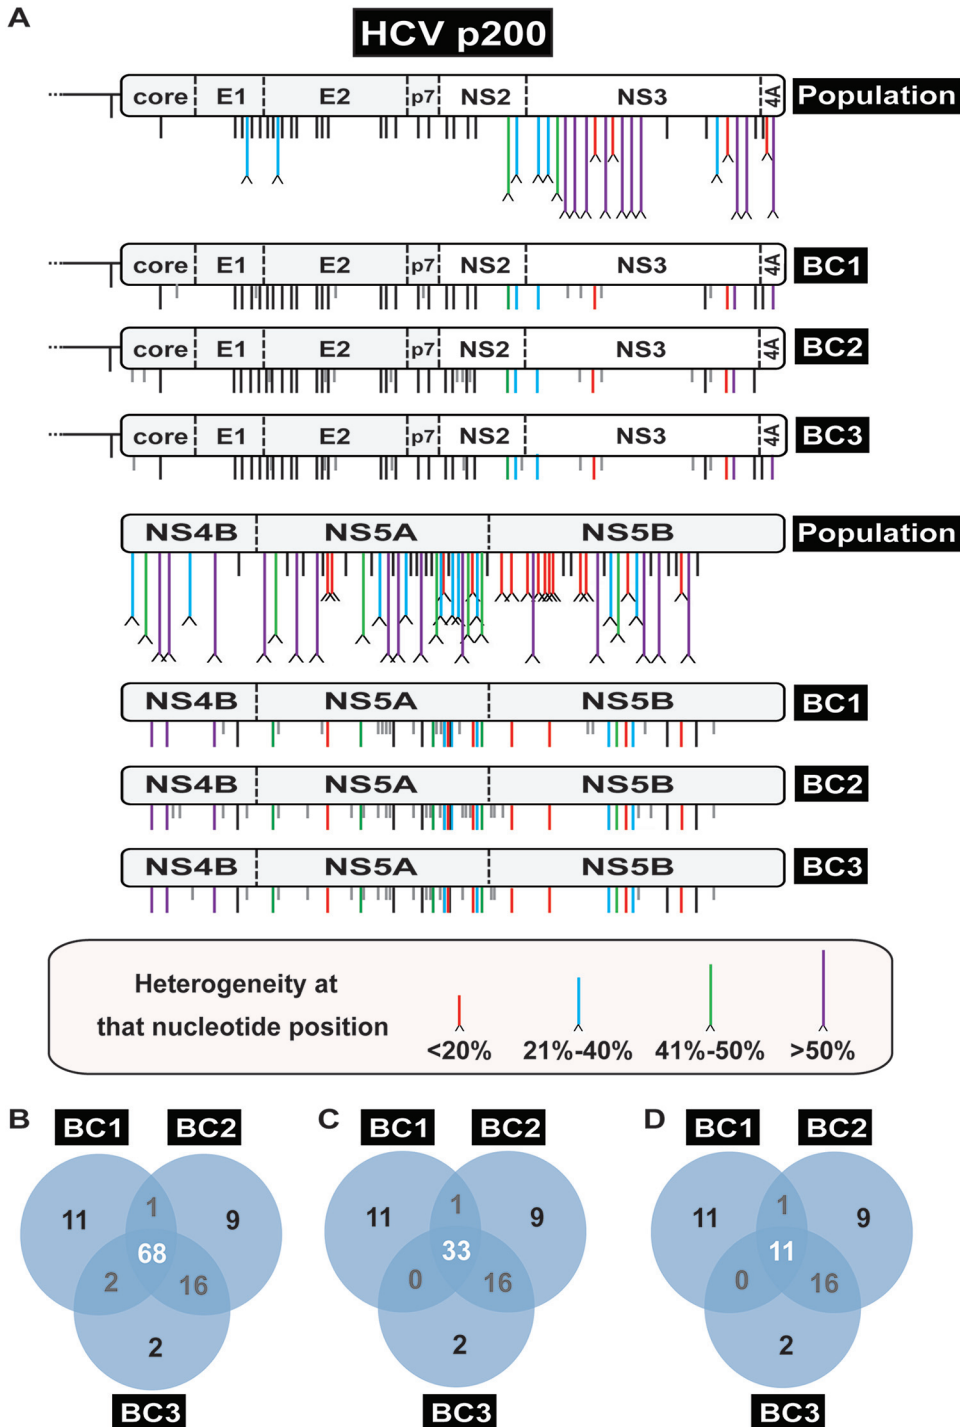 A
HCV p200
core E1 E2 p7 NS2 NS3 4A Population
core E1 E2 p7 NS2 NS3 4A BC1
core E1 E2 p7 NS2 NS3 4A BC2
core E1 E2 p7 NS2 NS3 4A BC3
NS4B NS5A NS5B Population
NS4B NS5A NS5B BC1
NS4B NS5A NS5B BC2
NS4B NS5A NS5B BC3
Heterogeneity at
that nucleotide position
<20% 21%-40% 41%-50% >50%
B
BC1 BC2
11 1 9
68
2 16
2
BC3
C
BC1 BC2
11 1 9
33
0 16
2
BC3
D
BC1 BC2
11 1 9
11
0 16
2
BC3